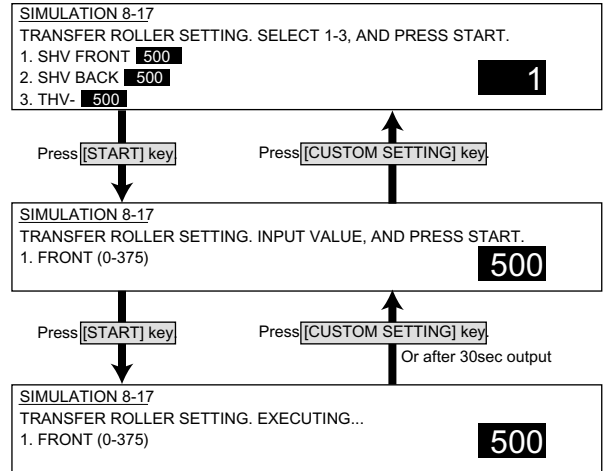 SIMULATION 8-17
TRANSFER ROLLER SETTING. SELECT 1-3, AND PRESS START.
1. SHV FRONT 500
2. SHV BACK 500
3. THV- 500
1
Press [START] key.
Press [CUSTOM SETTING] key.
SIMULATION 8-17
TRANSFER ROLLER SETTING. INPUT VALUE, AND PRESS START.
1. FRONT (0-375)
500
Press [START] key.
Press [CUSTOM SETTING] key.
Or after 30sec output
SIMULATION 8-17
TRANSFER ROLLER SETTING. EXECUTING...
1. FRONT (0-375)
500